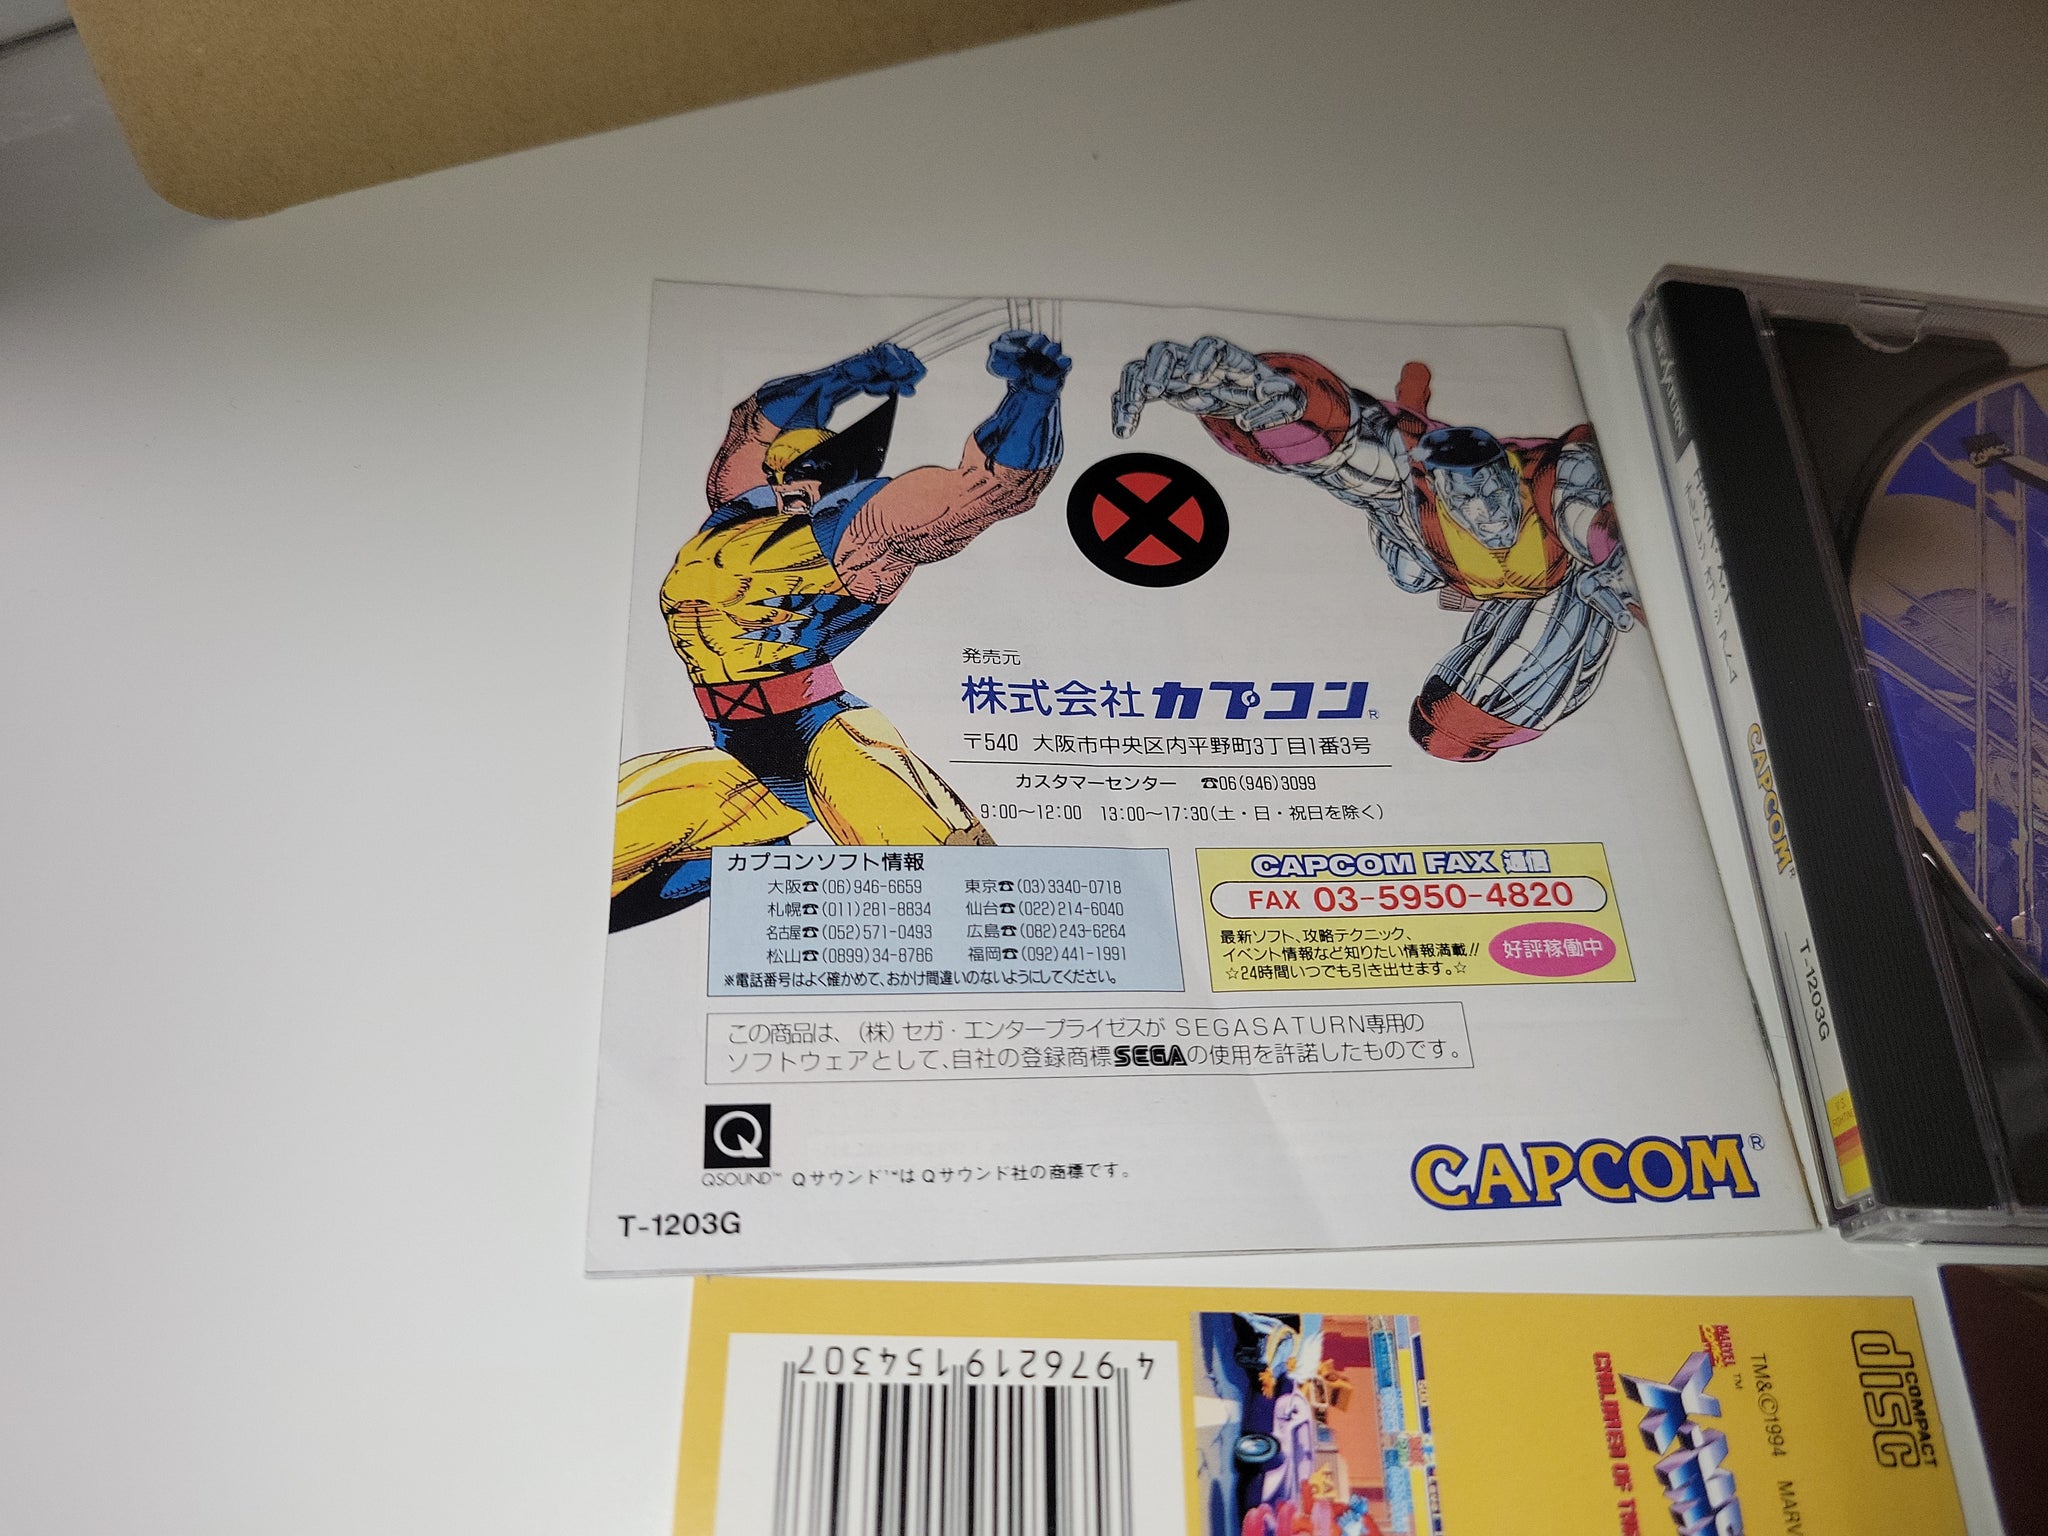 発売元
株式会社カプコン®
〒540 大阪市中央区内平野町3丁目1番3号
カスタマーセンター ☎06(946)3099
9:00〜12:00 13:00〜17:30(土・日・祝日を除く)
カプコンソフト情報
大阪☎(06)946-6659 東京☎(03)3340-0718
札幌☎(011)281-8834 仙台☎(022)214-6040
名古屋☎(052)571-0493 広島☎(082)243-6264
松山☎(0899)34-8786 福岡☎(092)441-1991
※電話番号はよく確かめて、おかけ間違いのないようにしてください。
CAPCOM FAX 通信
FAX 03-5950-4820
最新ソフト、攻略テクニック、
イベント情報など知りたい情報満載!!
☆24時間いつでも引き出せます。☆
好評稼働中
この商品は、(株)セガ・エンタープライゼスがSEGASATURN専用の
ソフトウェアとして、自社の登録商標SEGAの使用を許諾したものです。
Q
QSOUND™ Qサウンド™はQサウンド社の商標です。
CAPCOM®
T-1203G
CAPCOM®
T-1203G
4976219154307
MARVEL COMICS
X-MEN™
CHILDREN OF THE
TM&©1994 MARV
COMPACT
disc